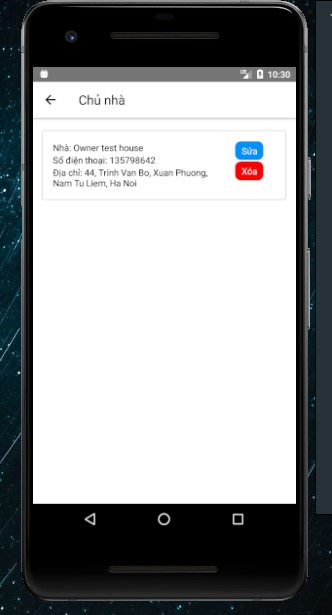 10:30
Chủ nhà
Nhà: Owner test house
Sửa
Số điện thoại: 135798642
Xóa
Địa chỉ: 44, Trinh Van Bo, Xuan Phuong,
Nam Tu Liem, Ha Noi